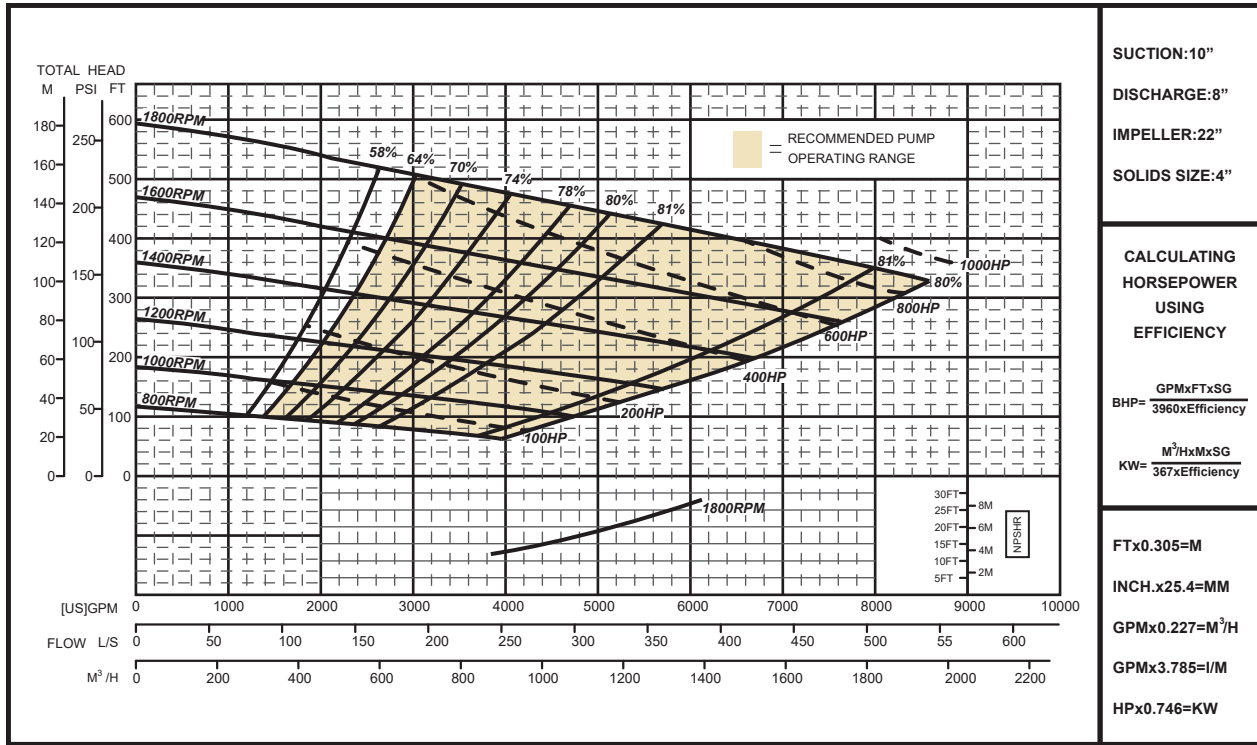 TOTAL HEAD
M PSI FT
180
160
140
120
100
80
60
40
20
0
250
200
150
100
50
0
600
500
400
300
200
100
0
1800RPM
1600RPM
1400RPM
1200RPM
1000RPM
800RPM
58%
64%
70%
74%
78%
80%
81%
81%
80%
RECOMMENDED PUMP
OPERATING RANGE
1000HP
800HP
600HP
400HP
200HP
100HP
1800RPM
30FT
25FT
20FT
15FT
10FT
5FT
8M
6M
4M
2M
NPSHR
[US]GPM 0 1000 2000 3000 4000 5000 6000 7000 8000 9000 10000
FLOW L/S 0 50 100 150 200 250 300 350 400 450 500 55 600
M³/H 0 200 400 600 800 1000 1200 1400 1600 1800 2000 2200
SUCTION:10”
DISCHARGE:8”
IMPELLER:22”
SOLIDS SIZE:4”
CALCULATING
HORSEPOWER
USING
EFFICIENCY
BHP= GPMxFTxSG
3960xEfficiency
KW= M³/HxMxSG
367xEfficiency
FTx0.305=M
INCH.x25.4=MM
GPMx0.227=M³/H
GPMx3.785=I/M
HPx0.746=KW